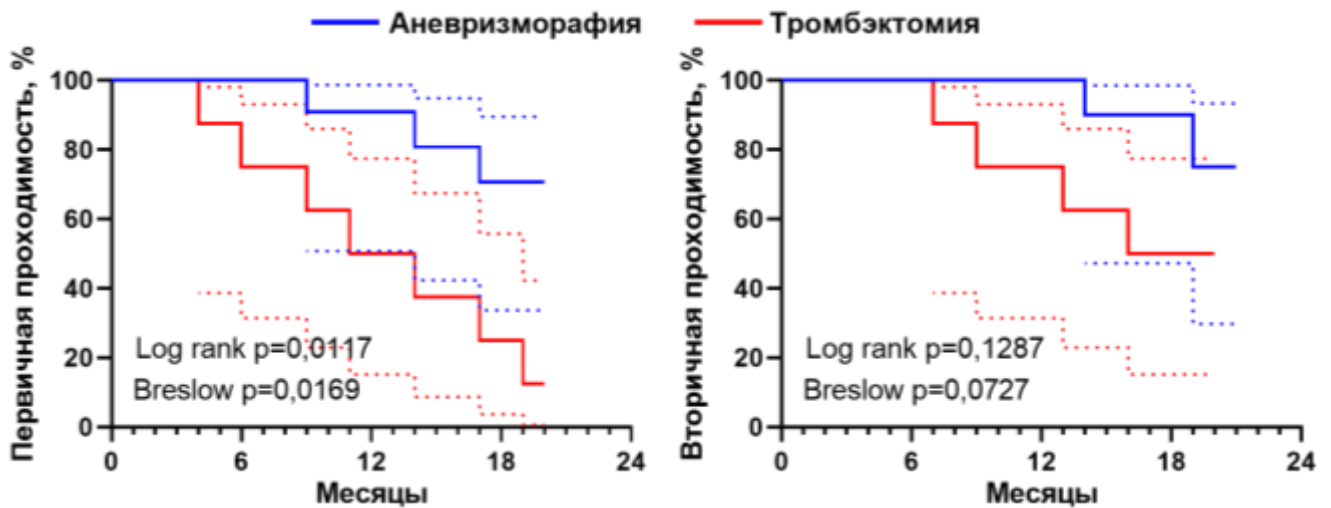 Аневризморафия Тромбэктомия
Первичная проходимость, %
100
80
60
40
20
0
Log rank p=0,0117
Breslow p=0,0169
0 6 12 18 24
Месяцы
Вторичная проходимость, %
100
80
60
40
20
0
Log rank p=0,1287
Breslow p=0,0727
0 6 12 18 24
Месяцы